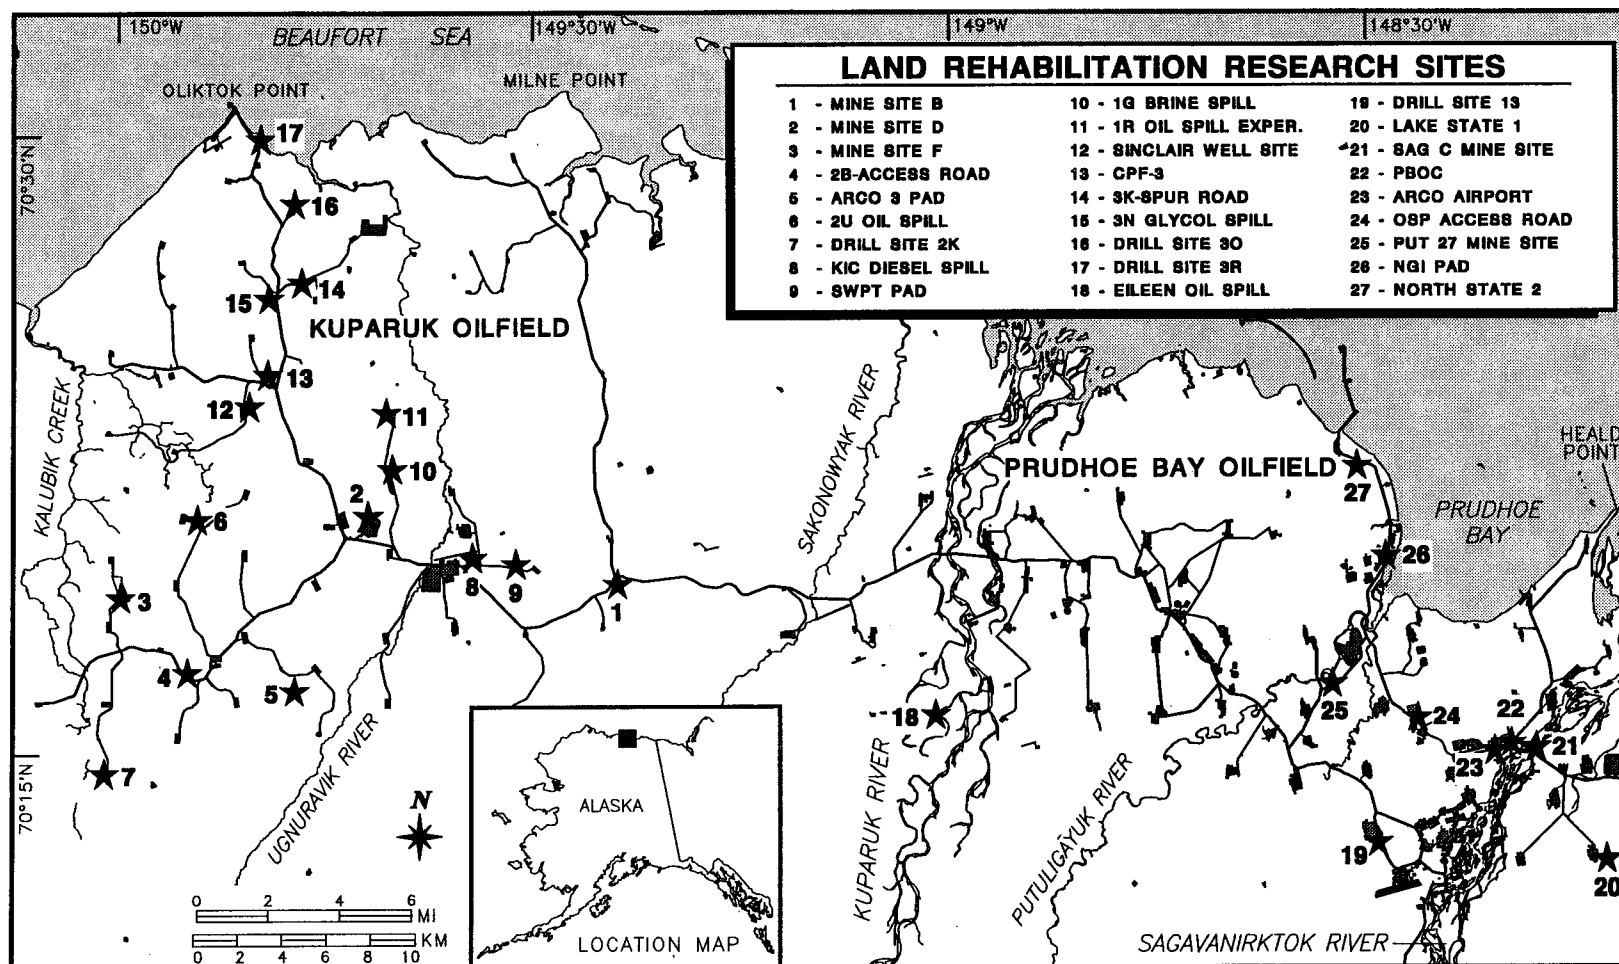 150°W
149°30'W
149°W
148°30'W
BEAUFORT SEA
OLIKTOK POINT
MILNE POINT
LAND REHABILITATION RESEARCH SITES
1 - MINE SITE B
2 - MINE SITE D
3 - MINE SITE F
4 - 2B-ACCESS ROAD
5 - ARCO 3 PAD
6 - 2U OIL SPILL
7 - DRILL SITE 2K
8 - KIC DIESEL SPILL
9 - SWPT PAD
10 - 1G BRINE SPILL
11 - 1R OIL SPILL EXPER.
12 - SINCLAIR WELL SITE
13 - CPF-3
14 - 3K-SPUR ROAD
15 - 3N GLYCOL SPILL
16 - DRILL SITE 3O
17 - DRILL SITE 3R
18 - EILEEN OIL SPILL
19 - DRILL SITE 13
20 - LAKE STATE 1
21 - SAG C MINE SITE
22 - PBOC
23 - ARCO AIRPORT
24 - OSP ACCESS ROAD
25 - PUT 27 MINE SITE
26 - NGI PAD
27 - NORTH STATE 2
70°30'N
17
16
14
15
KUPARUK OILFIELD
13
12
11
10
KALUBIK CREEK
SAKONOWYAK RIVER
PRUDHOE BAY OILFIELD
27
HEALD
POINT
PRUDHOE
BAY
2
6
26
8
9
1
3
4
5
18
25
24
22
21
23
7
70°15'N
UGNURAVIK RIVER
N
KUPARUK RIVER
PUTULIGAYUK RIVER
19
20
ALASKA
LOCATION MAP
0 2 4 6 MI
KM
0 2 4 6 8 10
SAGAVANIRKTOK RIVER